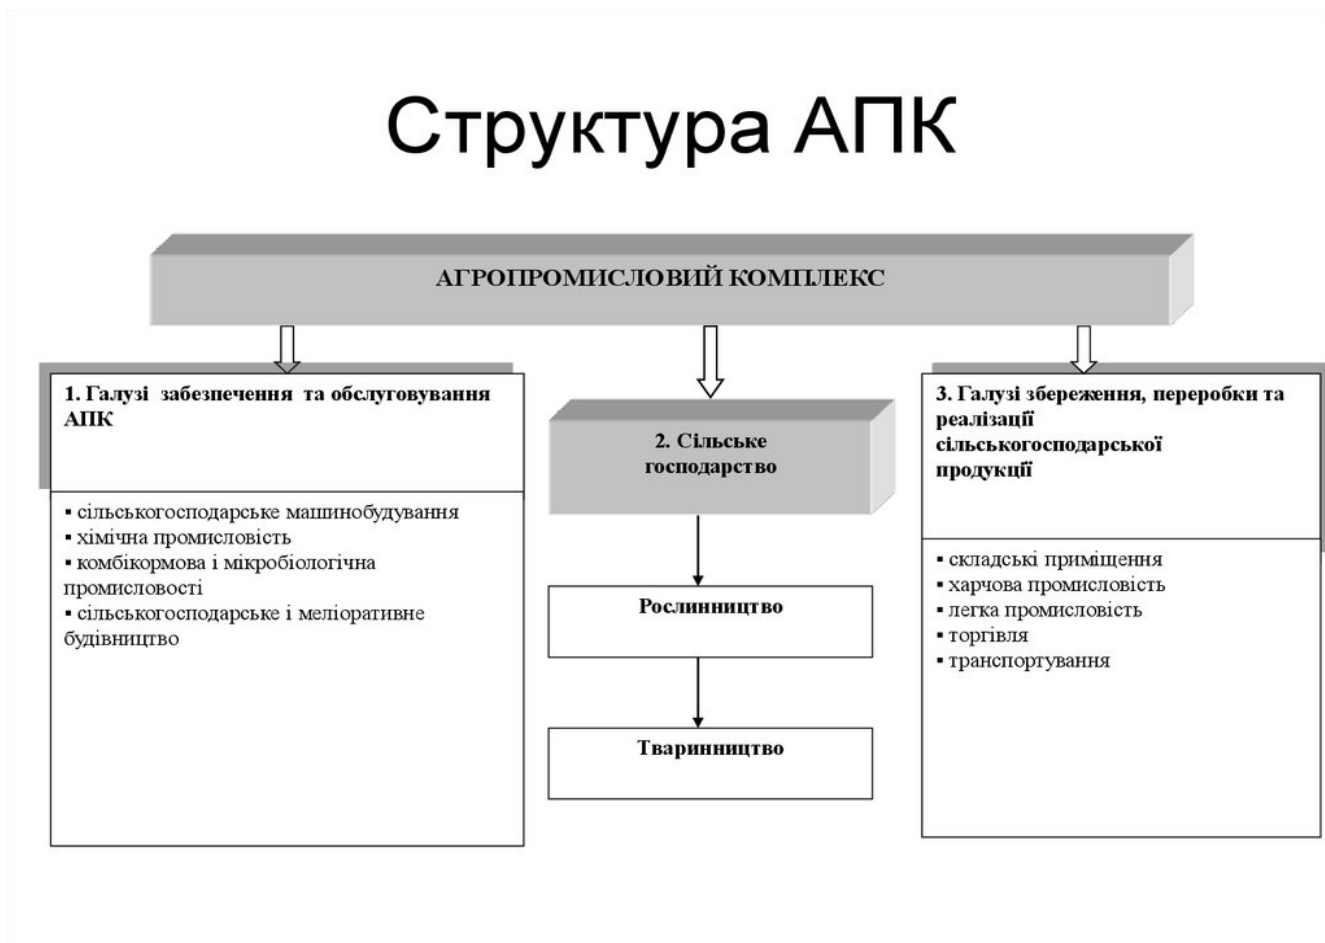 Структура АПК
АГРОПРОМИСЛОВИЙ КОМПЛЕКС
1. Галузі забезпечення та обслуговування
АПК
▪ сільськогосподарське машинобудування
▪ хімічна промисловість
▪ комбікормова і мікробіологічна
промисловості
▪ сільськогосподарське і меліоративне
будівництво
2. Сільське
господарство
Рослинництво
Тваринництво
3. Галузі збереження, переробки та
реалізації
сільськогосподарської
продукції
▪ складські приміщення
▪ харчова промисловість
▪ легка промисловість
▪ торгівля
▪ транспортування